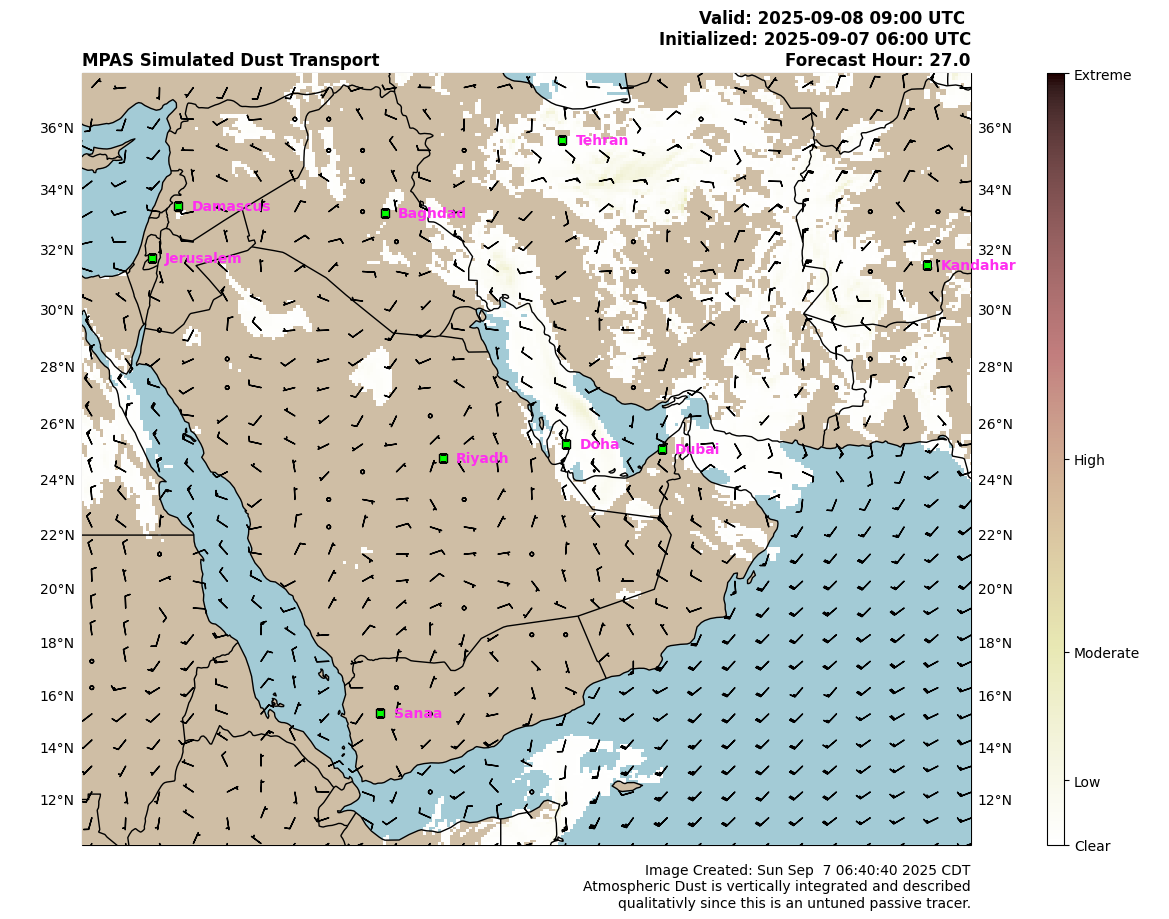 Valid: 2025-09-08 09:00 UTC
Initialized: 2025-09-07 06:00 UTC
MPAS Simulated Dust Transport
Forecast Hour: 27.0
Extreme
High
Moderate
Low
Clear
36°N
34°N
32°N
30°N
28°N
26°N
24°N
22°N
20°N
18°N
16°N
14°N
12°N
36°N
34°N
32°N
30°N
28°N
26°N
24°N
22°N
20°N
18°N
16°N
14°N
12°N
Tehran
Damascus
Baghdad
Jerusalem
Kandahar
Doha
Dubai
Riyadh
Sanaa
Image Created: Sun Sep  7 06:40:40 2025 CDT
Atmospheric Dust is vertically integrated and described
qualitativly since this is an untuned passive tracer.